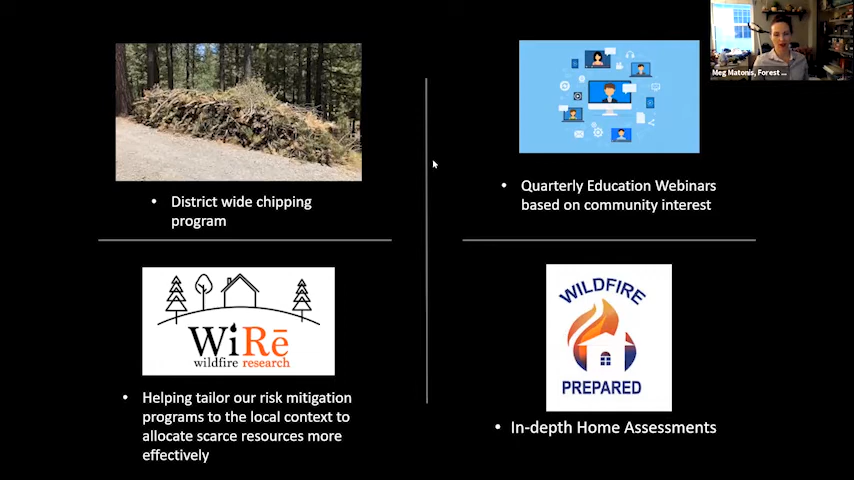 Meg Matonis, Forest ...
• District wide chipping
program
• Quarterly Education Webinars
based on community interest
WiRē
wildfire research
• Helping tailor our risk mitigation
programs to the local context to
allocate scarce resources more
effectively
WILDFIRE
PREPARED
• In-depth Home Assessments